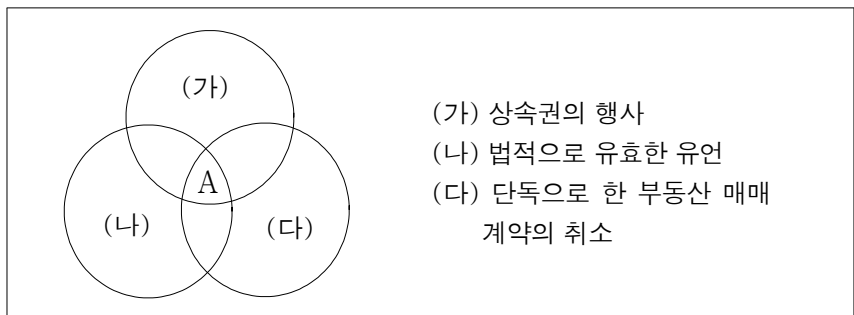 (가)
A
(나)
(다)
(가) 상속권의 행사
(나) 법적으로 유효한 유언
(다) 단독으로 한 부동산 매매
계약의 취소